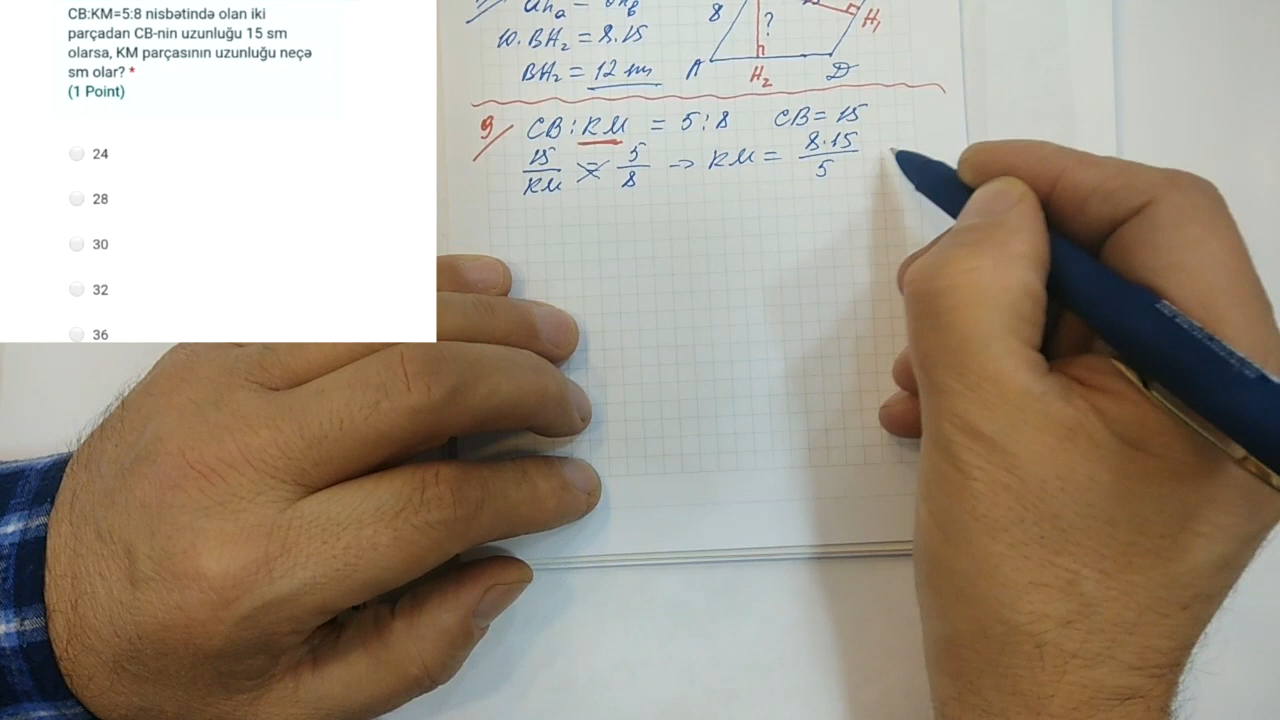 CB:KM=5:8 nisbətində olan iki
parçadan CB-nin uzunluğu 15 sm
olarsa, KM parçasının uzunluğu neçə
sm olar? *
(1 Point)
24
28
30
32
36
10. BH₂ = 8.15
BH₂ = 12 sm
8
?
H₁
A
H₂
D
9/ CB:KM = 5:8 CB = 15
15/KM = 5/8 → KM = 8·15/5